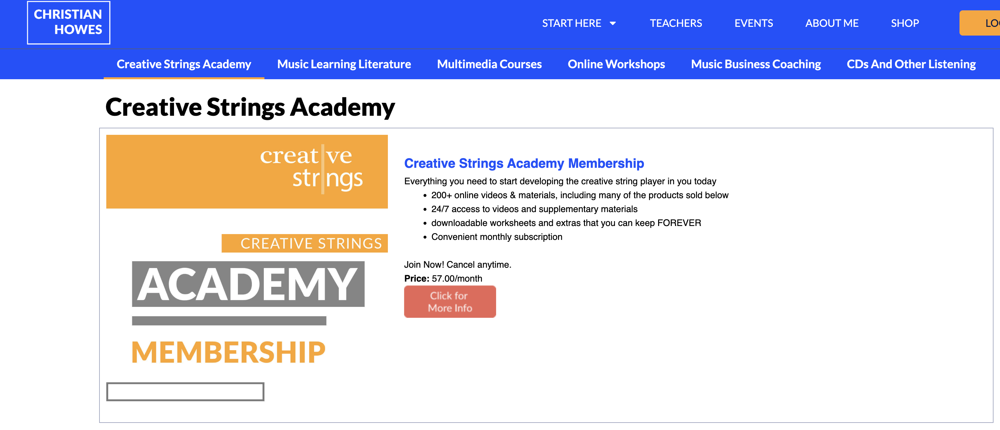 CHRISTIAN
HOWES
START HERE
TEACHERS
EVENTS
ABOUT ME
SHOP
Creative Strings Academy
Music Learning Literature
Multimedia Courses
Online Workshops
Music Business Coaching
CDs And Other Listening
Creative Strings Academy
creative
strings
CREATIVE STRINGS
ACADEMY
MEMBERSHIP
Creative Strings Academy Membership
Everything you need to start developing the creative string player in you today
• 200+ online videos & materials, including many of the products sold below
• 24/7 access to videos and supplementary materials
• downloadable worksheets and extras that you can keep FOREVER
• Convenient monthly subscription
Join Now! Cancel anytime.
Price: 57.00/month
Click for
More Info